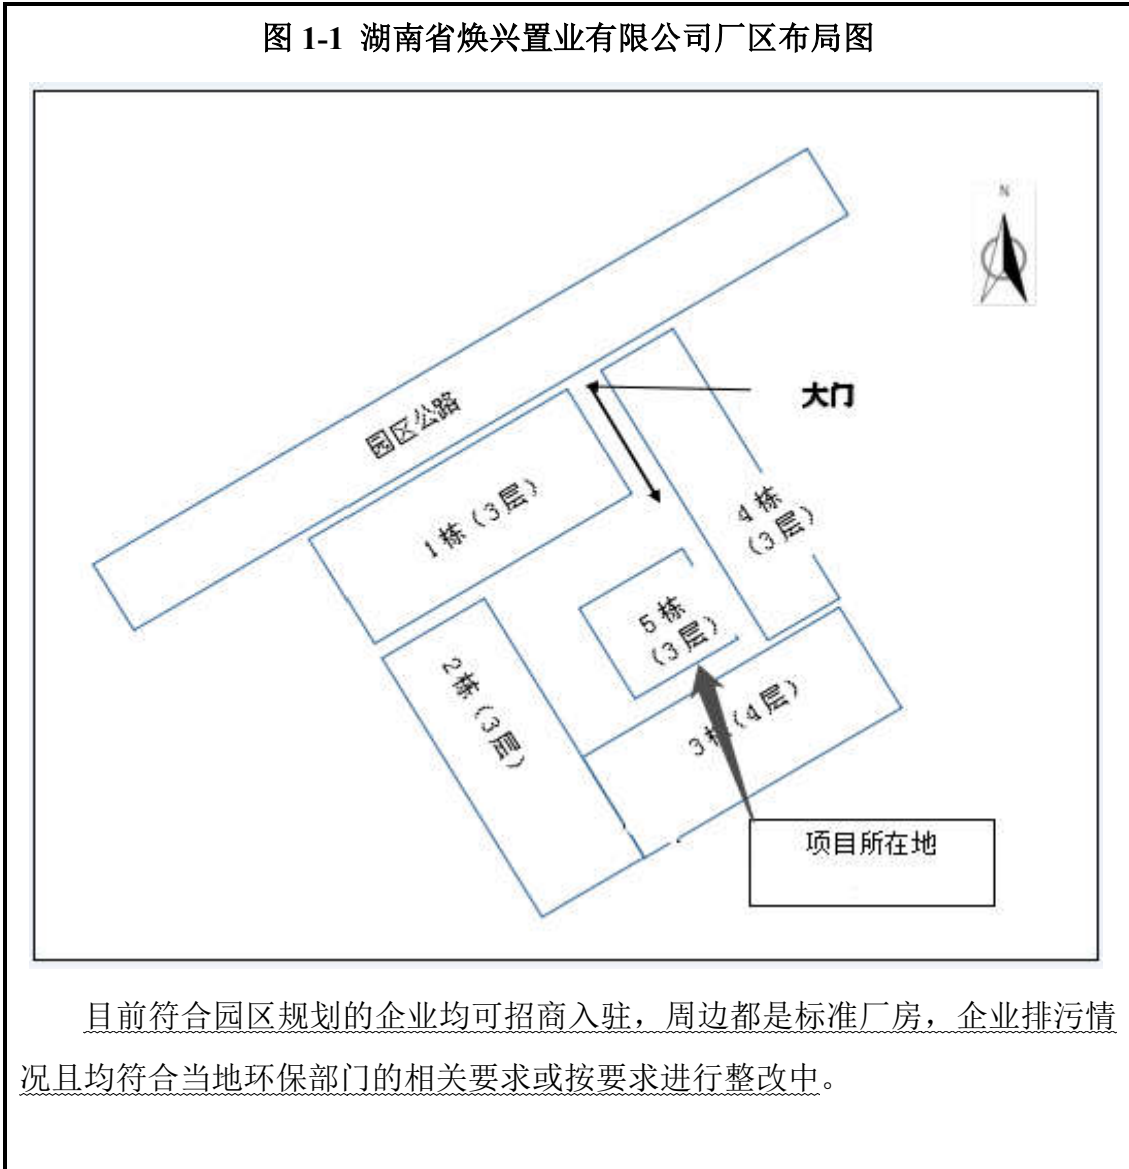 图 1-1 湖南省焕兴置业有限公司厂区布局图
N
大门
园区公路
1栋（3层）
4栋
（3层）
5栋
（3层）
2栋（3层）
3栋（4层）
项目所在地
目前符合园区规划的企业均可招商入驻，周边都是标准厂房，企业排污情
况且均符合当地环保部门的相关要求或按要求进行整改中。